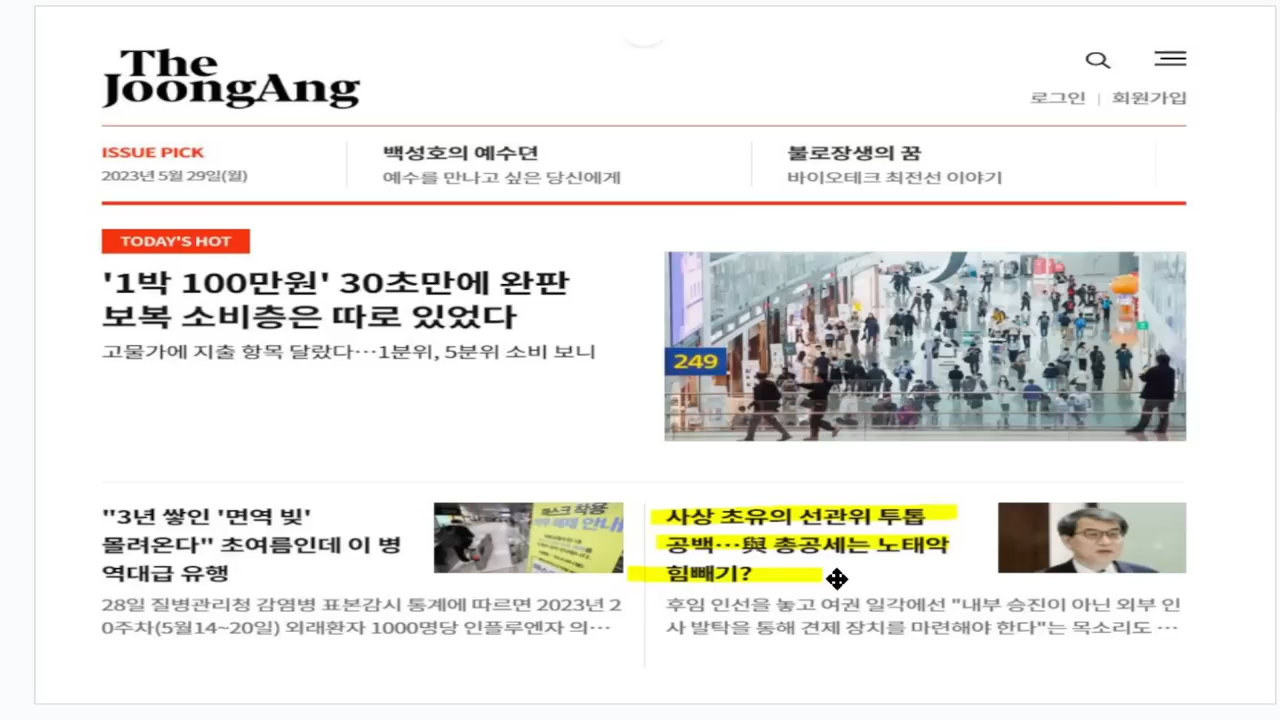 The
JoongAng
로그인 | 회원가입
ISSUE PICK
2023년 5월 29일(월)
백성호의 예수뎐
예수를 만나고 싶은 당신에게
불로장생의 꿈
바이오테크 최전선 이야기
TODAY'S HOT
'1박 100만원' 30초만에 완판
보복 소비층은 따로 있었다
고물가에 지출 항목 달랐다…1분위, 5분위 소비 보니
249
"3년 쌓인 '면역 빚'
몰려온다" 초여름인데 이 병
역대급 유행
28일 질병관리청 감염병 표본감시 통계에 따르면 2023년 2
0주차(5월14~20일) 외래환자 1000명당 인플루엔자 의…
마스크 착용
의무 해제 안내
사상 초유의 선관위 투톱
공백…與 총공세는 노태악
힘빼기?
후임 인선을 놓고 여권 일각에선 "내부 승진이 아닌 외부 인
사 발탁을 통해 견제 장치를 마련해야 한다"는 목소리도 …